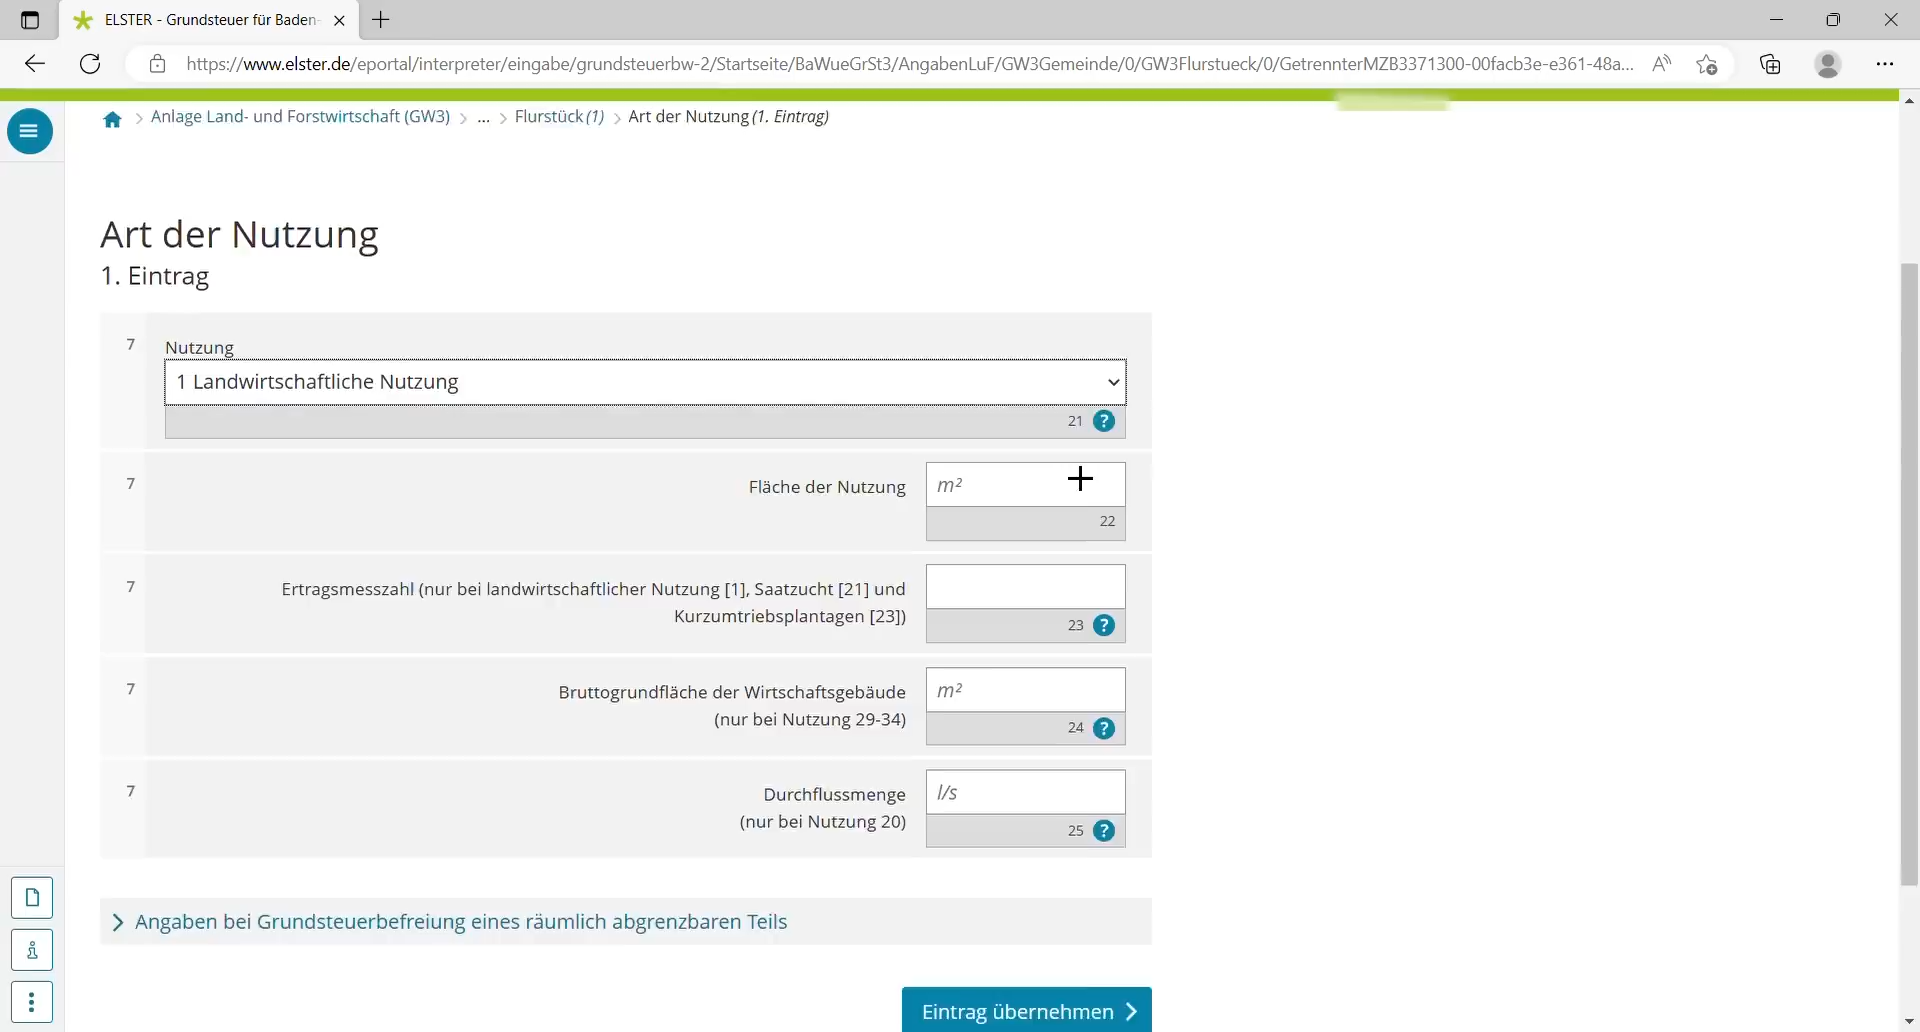 ELSTER - Grundsteuer für Baden-
https://www.elster.de/eportal/interpreter/eingabe/grundsteuerbw-2/Startseite/BaWueGrSt3/AngabenLuF/GW3Gemeinde/0/GW3Flurstueck/0/GetrennterMZB3371300-00facb3e-e361-48a...
Anlage Land- und Forstwirtschaft (GW3) > ... > Flurstück (1) > Art der Nutzung (1. Eintrag)
Art der Nutzung
1. Eintrag
7 Nutzung
1 Landwirtschaftliche Nutzung
21 ?
7 Fläche der Nutzung m²
22
7 Ertragsmesszahl (nur bei landwirtschaftlicher Nutzung [1], Saatzucht [21] und
Kurzumtriebsplantagen [23])
23 ?
7 Bruttogrundfläche der Wirtschaftsgebäude m²
(nur bei Nutzung 29-34)
24 ?
7 Durchflussmenge l/s
(nur bei Nutzung 20)
25 ?
Angaben bei Grundsteuerbefreiung eines räumlich abgrenzbaren Teils
Eintrag übernehmen